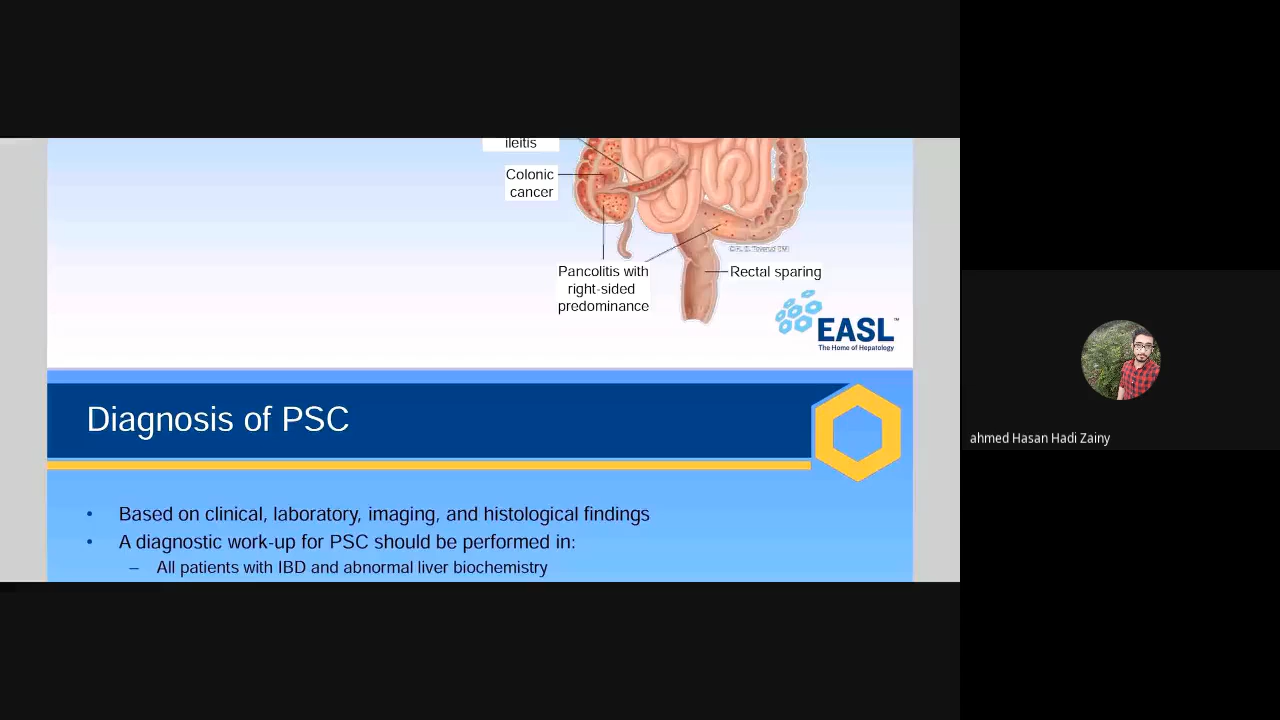 ileitis
Colonic
cancer
Pancolitis with
right-sided
predominance
Rectal sparing
EASL™
The Home of Hepatology
Diagnosis of PSC
• Based on clinical, laboratory, imaging, and histological findings
• A diagnostic work-up for PSC should be performed in:
– All patients with IBD and abnormal liver biochemistry
ahmed Hasan Hadi Zainy